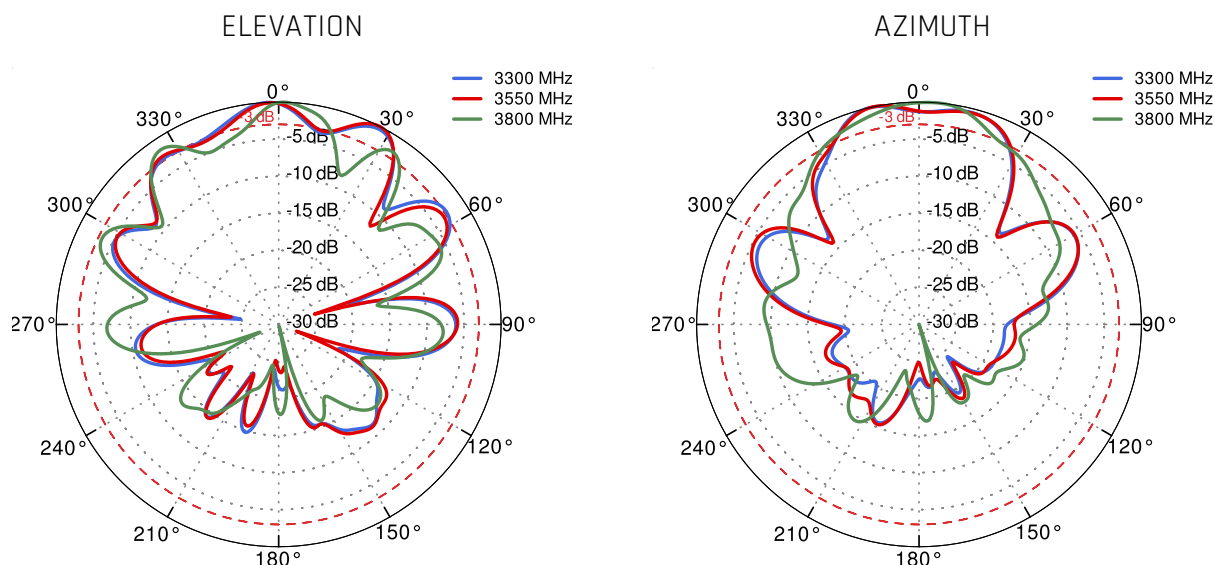 ELEVATION
3300 MHz
3550 MHz
3800 MHz
0°
330°
30°
-3 dB
-5 dB
-10 dB
300°
60°
-15 dB
-20 dB
-25 dB
270°
-30 dB
90°
240°
120°
210°
150°
180°
AZIMUTH
3300 MHz
3550 MHz
3800 MHz
0°
330°
30°
-3 dB
-5 dB
-10 dB
300°
60°
-15 dB
-20 dB
-25 dB
270°
-30 dB
90°
240°
120°
210°
150°
180°